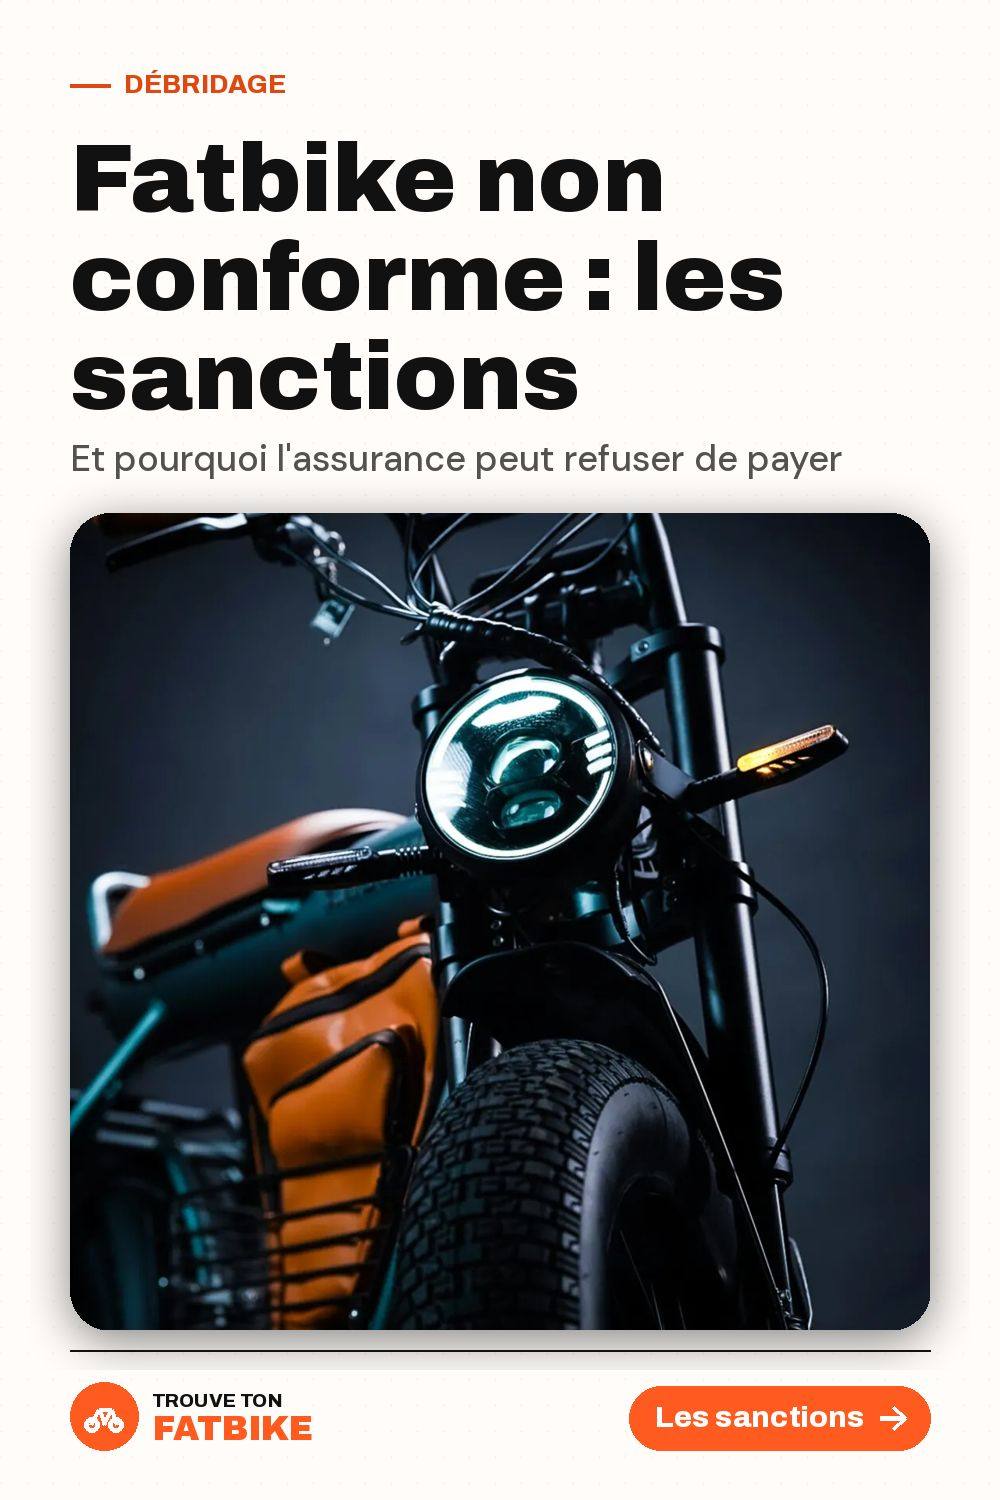 DÉBRIDAGE
Fatbike non
conforme : les
sanctions
Et pourquoi l'assurance peut refuser de payer
TROUVE TON
FATBIKE
Les sanctions